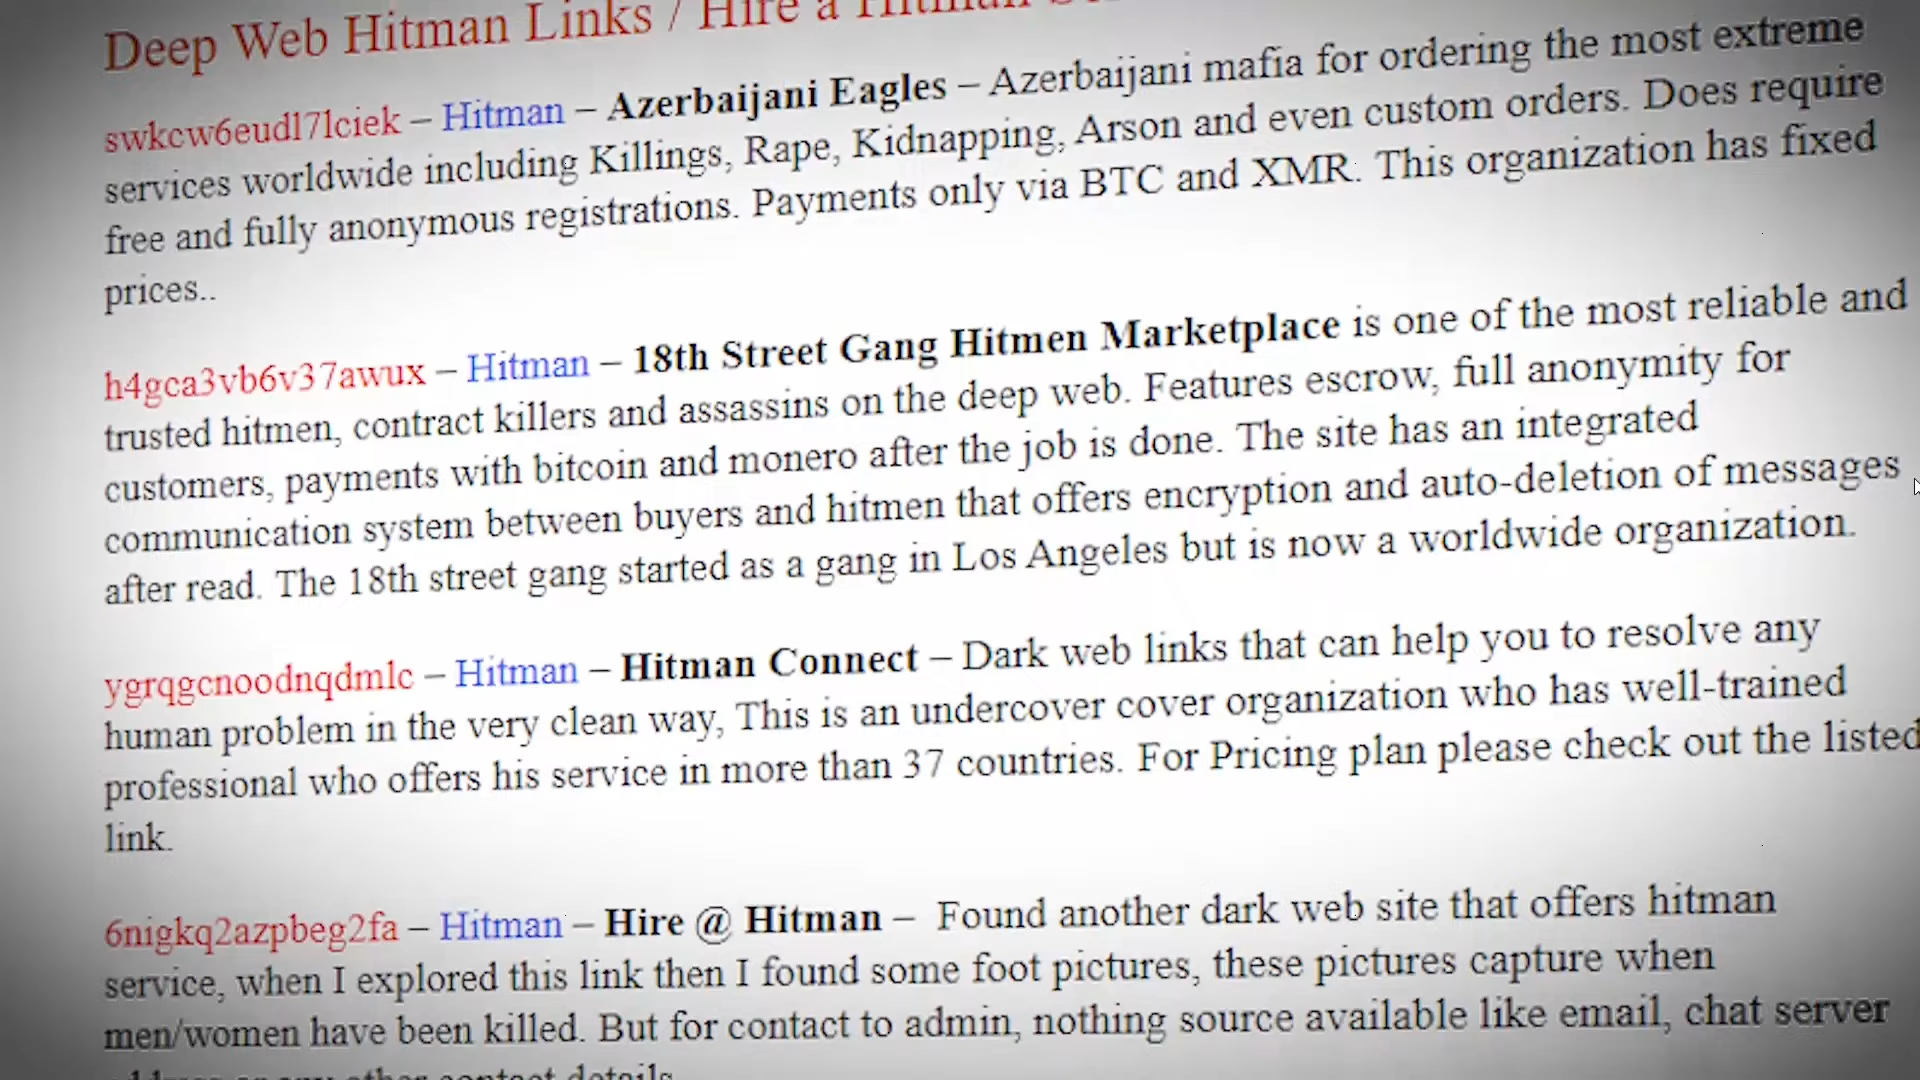 Deep Web Hitman Links / Hire a Hitman
swkcw6eudl7lciek – Hitman – Azerbaijani Eagles – Azerbaijani mafia for ordering the most extreme
services worldwide including Killings, Rape, Kidnapping, Arson and even custom orders. Does require
free and fully anonymous registrations. Payments only via BTC and XMR. This organization has fixed
prices..
h4gca3vb6v37awux – Hitman – 18th Street Gang Hitmen Marketplace is one of the most reliable and
trusted hitmen, contract killers and assassins on the deep web. Features escrow, full anonymity for
customers, payments with bitcoin and monero after the job is done. The site has an integrated
communication system between buyers and hitmen that offers encryption and auto-deletion of messages
after read. The 18th street gang started as a gang in Los Angeles but is now a worldwide organization.
ygrqgcnoodnqdmlc – Hitman – Hitman Connect – Dark web links that can help you to resolve any
human problem in the very clean way, This is an undercover cover organization who has well-trained
professional who offers his service in more than 37 countries. For Pricing plan please check out the listed
link.
6nigkq2azpbeg2fa – Hitman – Hire @ Hitman – Found another dark web site that offers hitman
service, when I explored this link then I found some foot pictures, these pictures capture when
men/women have been killed. But for contact to admin, nothing source available like email, chat server
or any other contact details